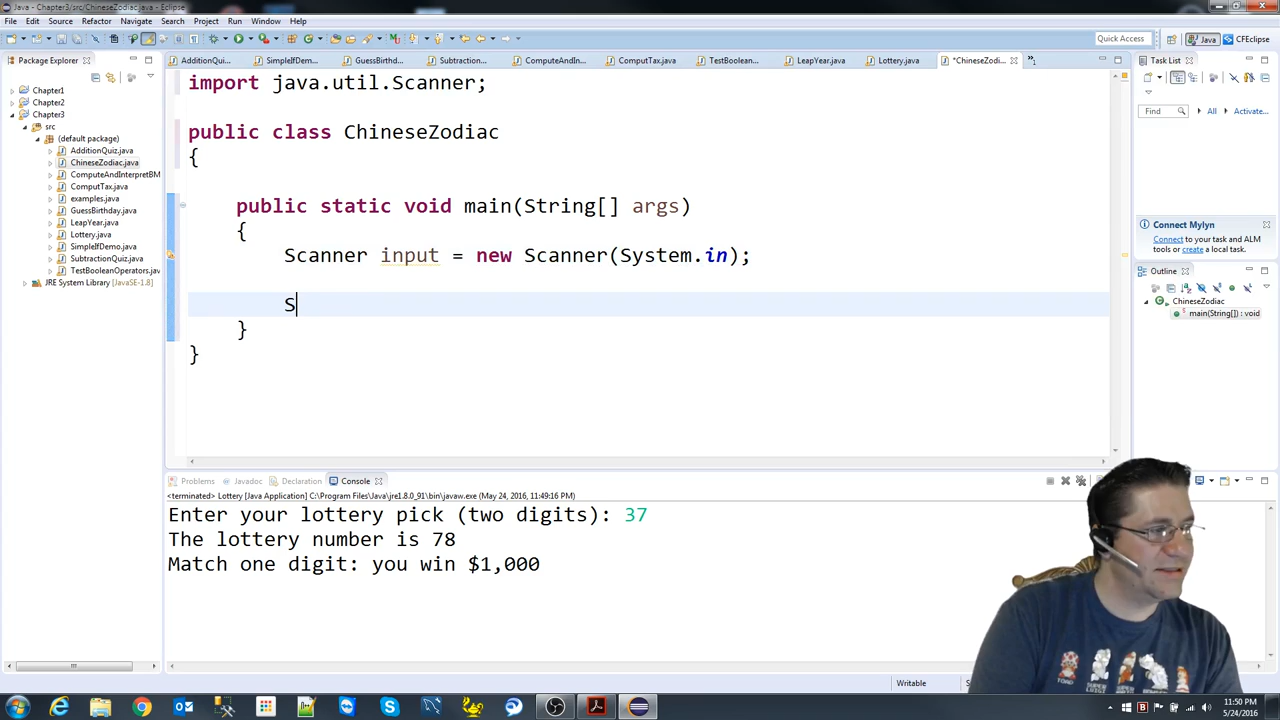 Java - Chapter3/src/ChineseZodiac.java - Eclipse
File Edit Source Refactor Navigate Search Project Run Window Help
Quick Access
Java
CFEclipse
Package Explorer
AdditionQui...
SimpleIfDem...
GuessBirthd...
Subtraction...
ComputeAndIn...
ComputTax.java
TestBoolean...
LeapYear.java
Lottery.java
*ChineseZodi...
Task List
Chapter1
Chapter2
Chapter3
src
(default package)
AdditionQuiz.java
ChineseZodiac.java
ComputeAndInterpretBM
ComputTax.java
examples.java
GuessBirthday.java
LeapYear.java
Lottery.java
SimpleIfDemo.java
SubtractionQuiz.java
TestBooleanOperators.jav
JRE System Library [JavaSE-1.8]
import java.util.Scanner;
public class ChineseZodiac
{
public static void main(String[] args)
{
Scanner input = new Scanner(System.in);
S
}
}
Find
All
Activate...
Connect Mylyn
Connect to your task and ALM
tools or create a local task.
Outline
ChineseZodiac
main(String[]) : void
Problems
Javadoc
Declaration
Console
<terminated> Lottery [Java Application] C:\Program Files\Java\jre1.8.0_91\bin\javaw.exe (May 24, 2016, 11:49:16 PM)
Enter your lottery pick (two digits): 37
The lottery number is 78
Match one digit: you win $1,000
Writable
11:50 PM
5/24/2016